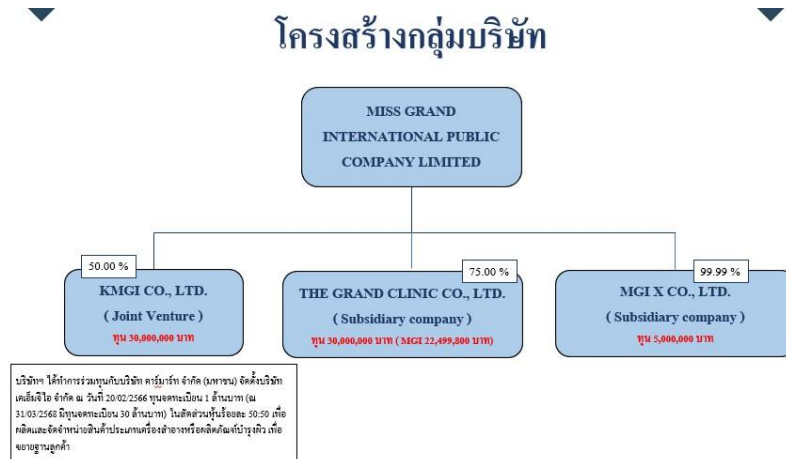 โครงสร้างกลุ่มบริษัท
MISS GRAND
INTERNATIONAL PUBLIC
COMPANY LIMITED
50.00 %
KMGI CO., LTD.
( Joint Venture )
ทุน 30,000,000 บาท
75.00 %
THE GRAND CLINIC CO., LTD.
( Subsidiary company )
ทุน 30,000,000 บาท ( MGI 22,499,800 บาท)
99.99 %
MGI X CO., LTD.
( Subsidiary company )
ทุน 5,000,000 บาท
บริษัทฯ ได้ทำการร่วมทุนกับบริษัท คาร์มาร์ท จำกัด (มหาชน) จัดตั้งบริษัท
เคเอ็มจีไอ จำกัด ณ วันที่ 20/02/2566 ทุนจดทะเบียน 1 ล้านบาท (ณ
31/03/2568 มีทุนจดทะเบียน 30 ล้านบาท) ในสัดส่วนหุ้นร้อยละ 50:50 เพื่อ
ผลิตและจัดจำหน่ายสินค้าประเภทเครื่องสำอางหรือผลิตภัณฑ์บำรุงผิว เพื่อ
ขยายฐานลูกค้า